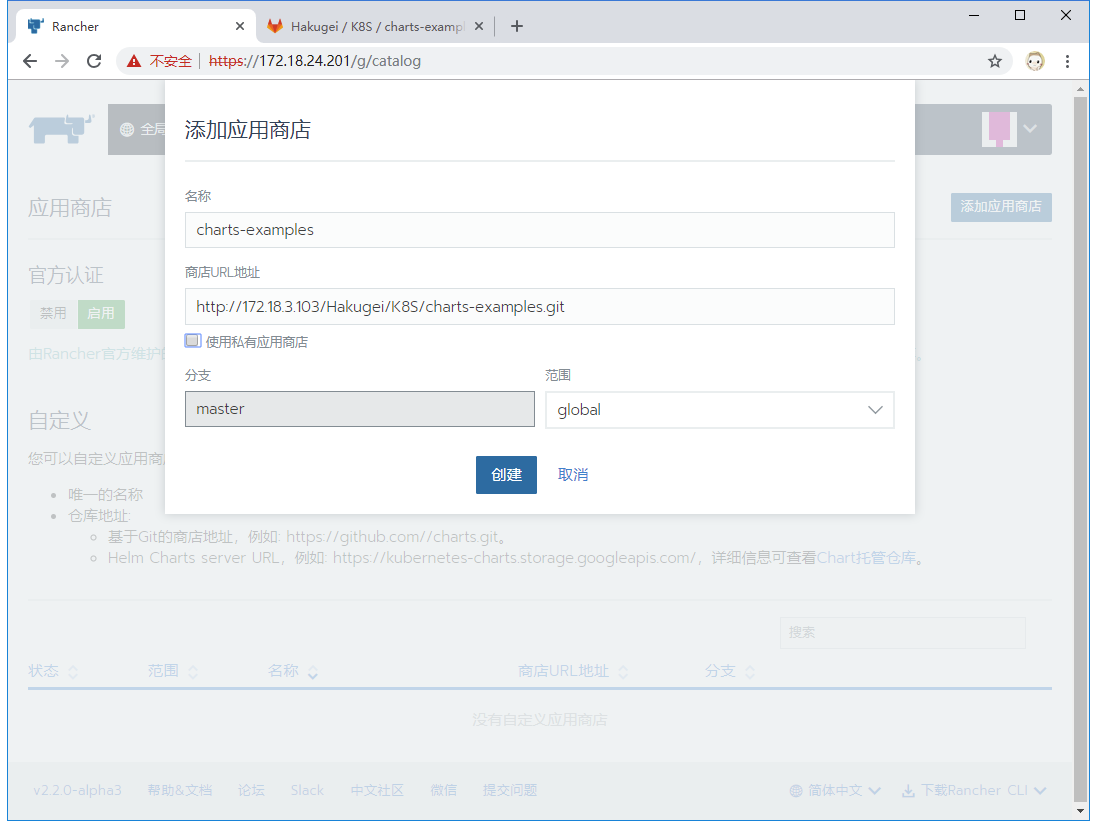 Rancher
Hakugei / K8S / charts-examp
不安全 https://172.18.24.201/g/catalog
全局
添加应用商店
名称
charts-examples
商店URL地址
http://172.18.3.103/Hakugei/K8S/charts-examples.git
使用私有应用商店
分支 范围
master global
创建 取消
应用商店 添加应用商店
官方认证
禁用 启用
由Rancher官方维护的
自定义
您可以自定义应用商
唯一的名称
仓库地址:
基于Git的商店地址，例如: https://github.com//charts.git。
Helm Charts server URL，例如: https://kubernetes-charts.storage.googleapis.com/，详细信息可查看Chart托管仓库。
搜索
状态 范围 名称 商店URL地址 分支
没有自定义应用商店
v2.2.0-alpha3 帮助&文档 论坛 Slack 中文社区 微信 提交问题 简体中文 下载Rancher CLI